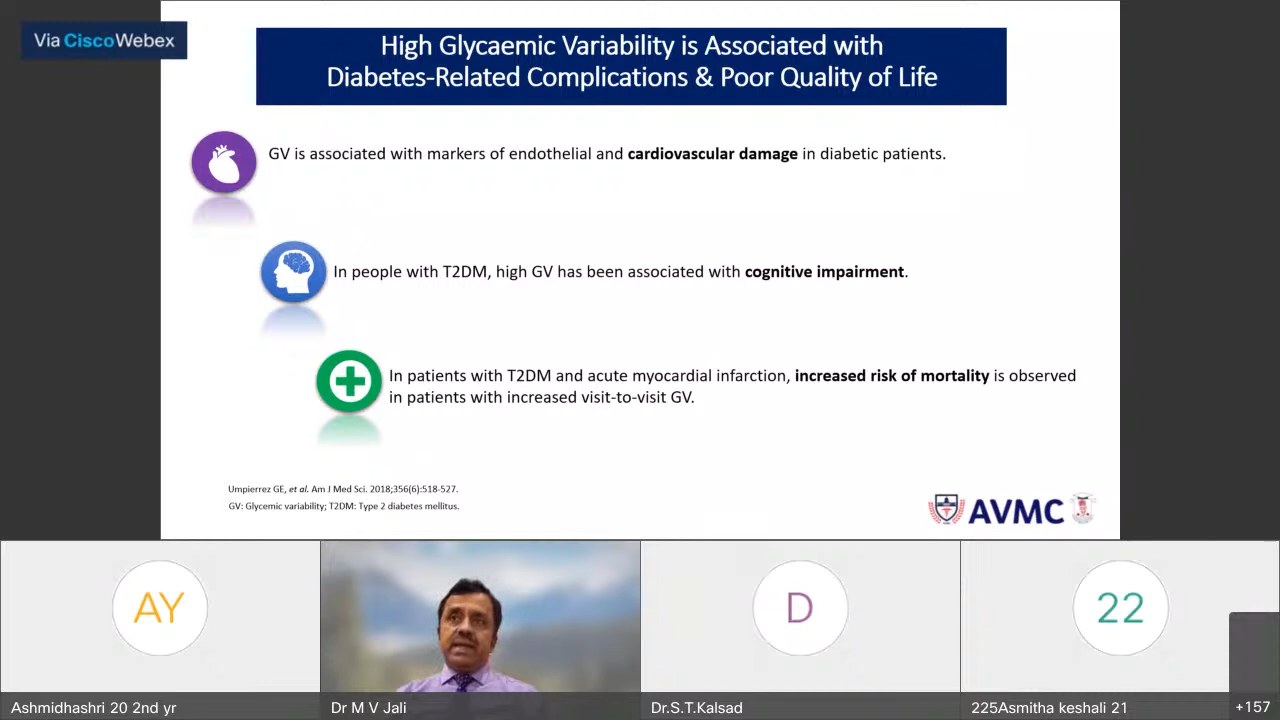 Via Cisco Webex
High Glycaemic Variability is Associated with
Diabetes-Related Complications & Poor Quality of Life
GV is associated with markers of endothelial and cardiovascular damage in diabetic patients.
In people with T2DM, high GV has been associated with cognitive impairment.
In patients with T2DM and acute myocardial infarction, increased risk of mortality is observed
in patients with increased visit-to-visit GV.
Umpierrez GE, et al. Am J Med Sci. 2018;356(6):518-527.
GV: Glycemic variability; T2DM: Type 2 diabetes mellitus.
AVMC
AY
D
22
Ashmidhashri 20 2nd yr
Dr M V Jali
Dr.S.T.Kalsad
225Asmitha keshali 21
+157